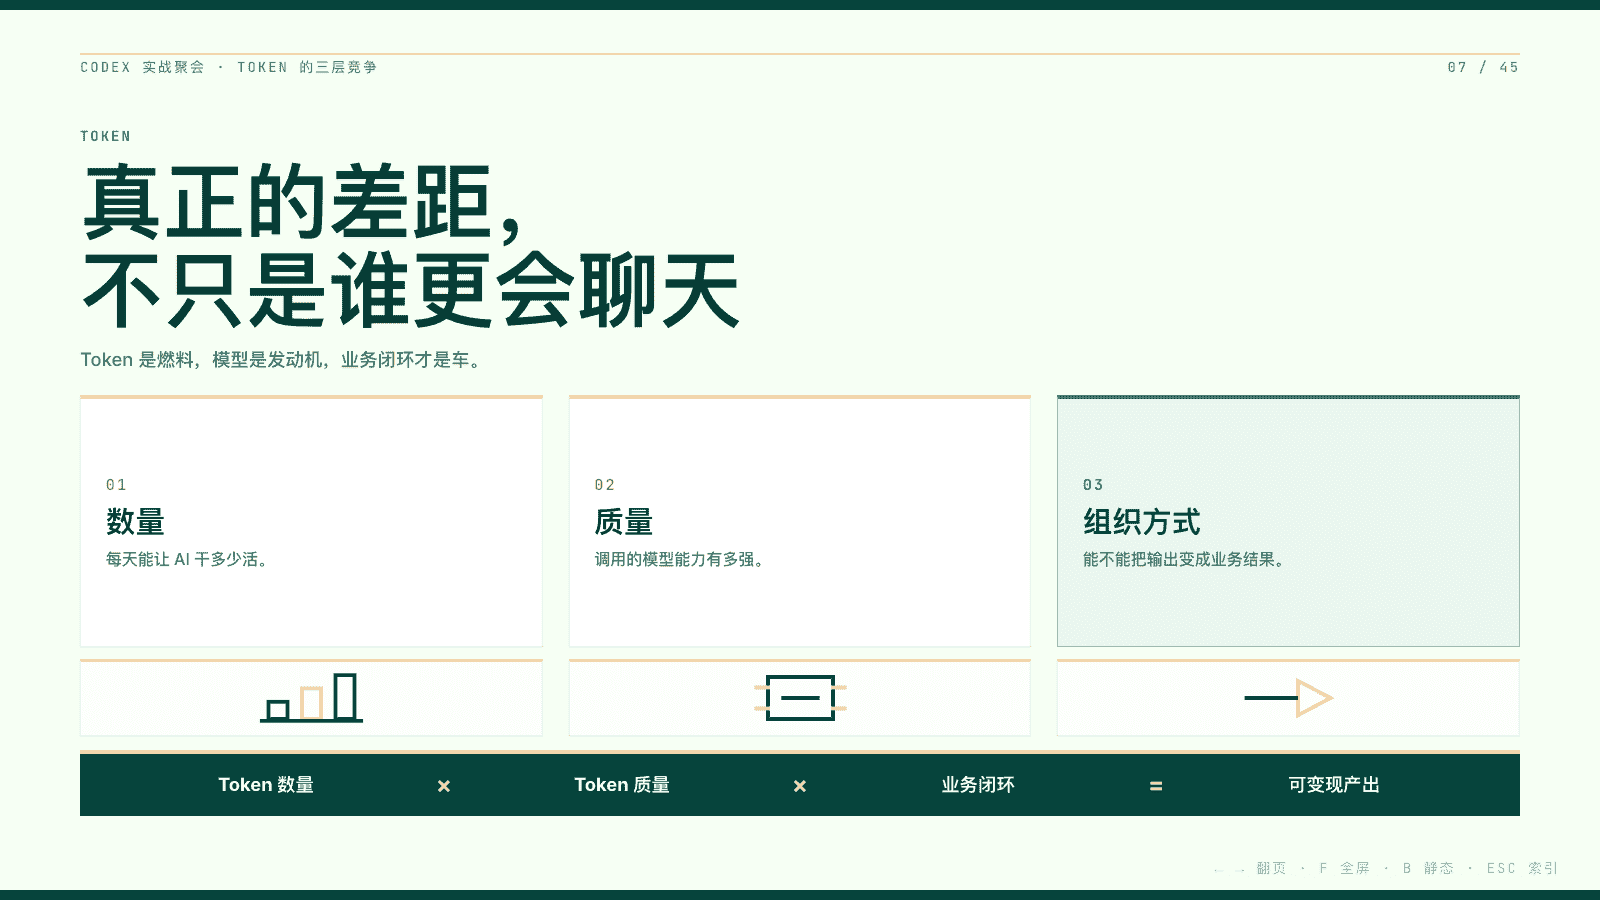 CODEX 实战聚会 · TOKEN 的三层竞争
07 / 45
TOKEN
真正的差距，
不只是谁更会聊天
Token 是燃料，模型是发动机，业务闭环才是车。
01
数量
每天能让 AI 干多少活。
02
质量
调用的模型能力有多强。
03
组织方式
能不能把输出变成业务结果。
Token 数量 × Token 质量 × 业务闭环 = 可变现产出
← → 翻页 · F 全屏 · B 静态 · ESC 索引